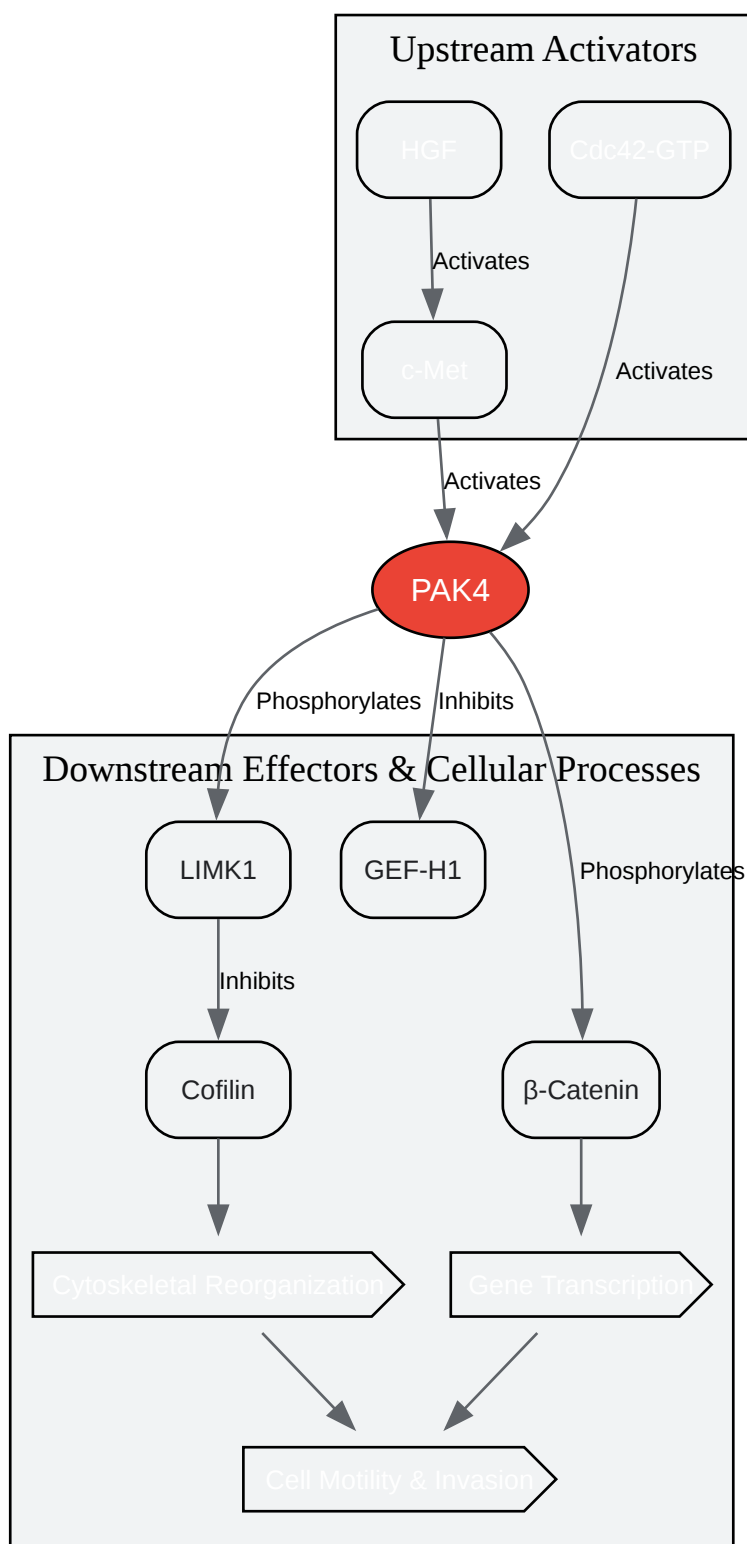 Upstream Activators
HGF
Cdc42-GTP
Activates
c-Met
Activates
Activates
PAK4
Phosphorylates
Inhibits
Downstream Effectors & Cellular Processes
LIMK1
GEF-H1
Phosphorylates
Inhibits
Cofilin
β-Catenin
Cytoskeletal Reorganization
Gene Transcription
Cell Motility & Invasion